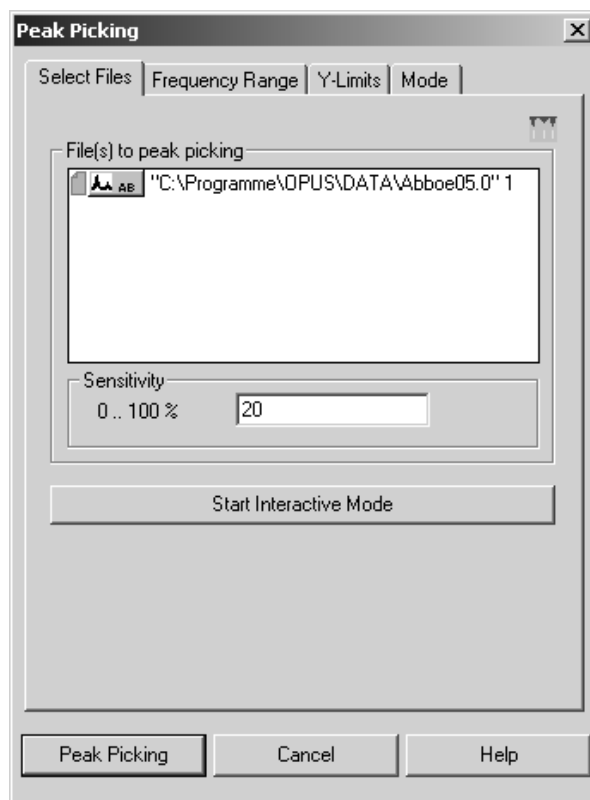 Peak Picking
Select Files Frequency Range Y-Limits Mode
File(s) to peak picking
AB "C:\Programme\OPUS\DATA\Abboe05.0" 1
Sensitivity
0 .. 100 % 20
Start Interactive Mode
Peak Picking Cancel Help